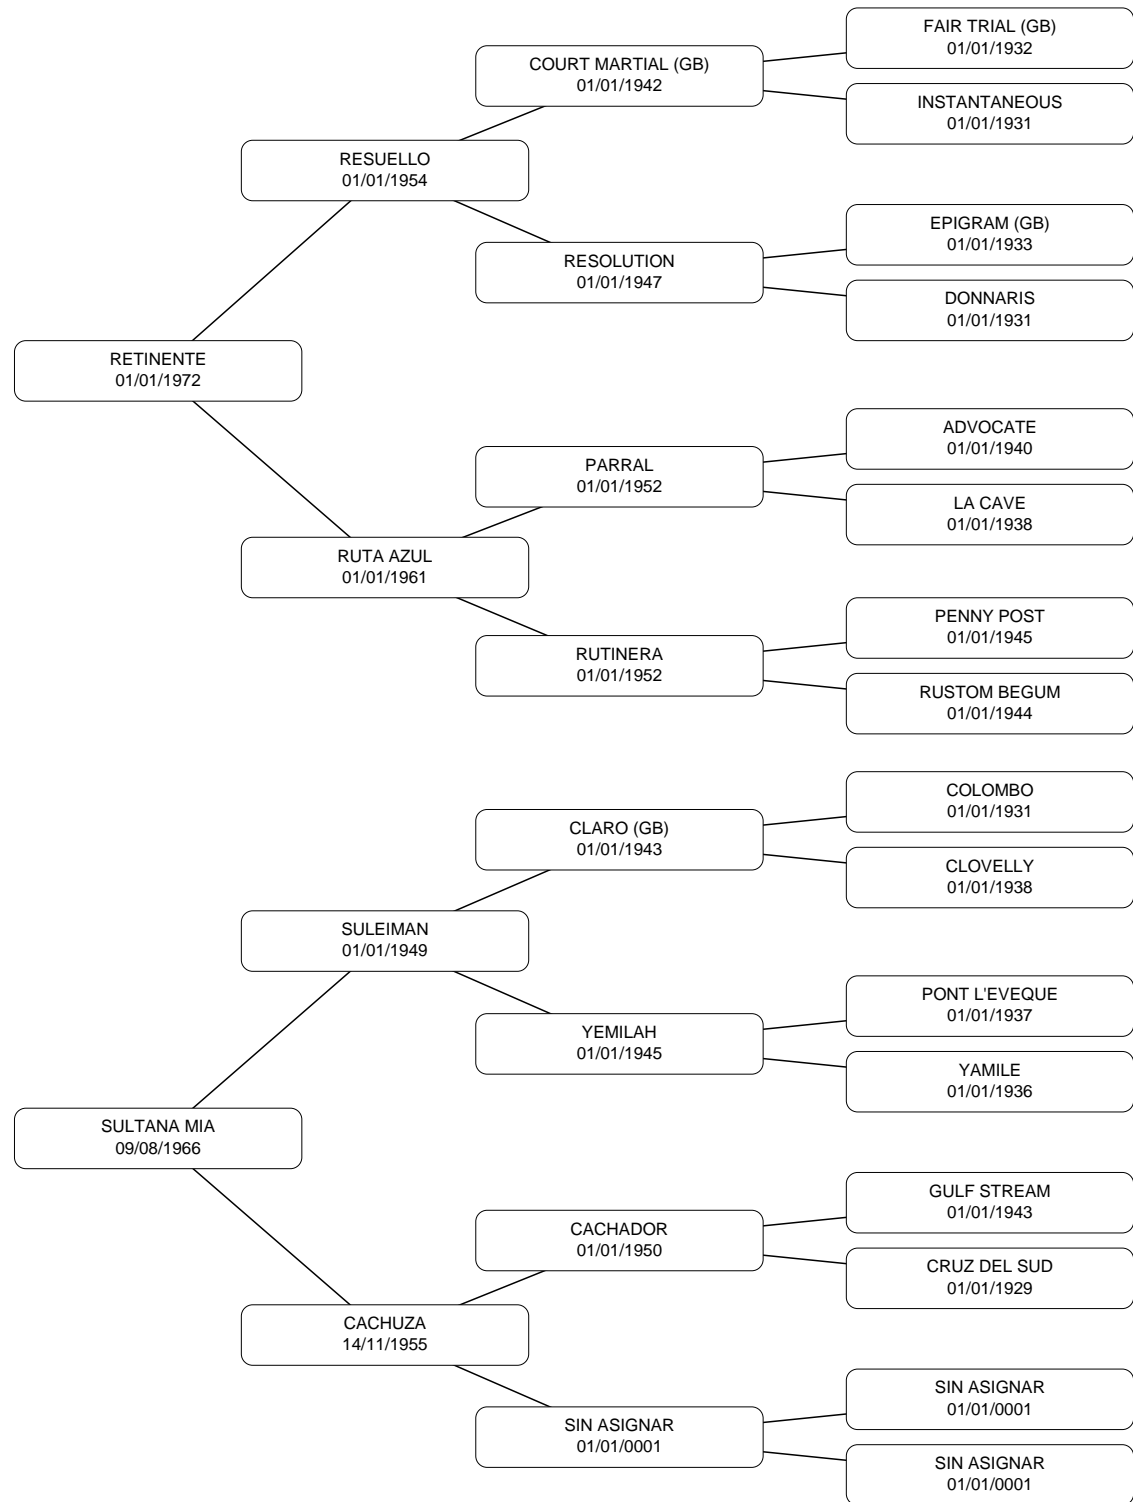 FAIR TRIAL (GB)
01/01/1932
COURT MARTIAL (GB)
01/01/1942
INSTANTANEOUS
01/01/1931
RESUELLO
01/01/1954
EPIGRAM (GB)
01/01/1933
RESOLUTION
01/01/1947
DONNARIS
01/01/1931
RETINENTE
01/01/1972
ADVOCATE
01/01/1940
PARRAL
01/01/1952
LA CAVE
01/01/1938
RUTA AZUL
01/01/1961
PENNY POST
01/01/1945
RUTINERA
01/01/1952
RUSTOM BEGUM
01/01/1944
COLOMBO
01/01/1931
CLARO (GB)
01/01/1943
CLOVELLY
01/01/1938
SULEIMAN
01/01/1949
PONT L'EVEQUE
01/01/1937
YEMILAH
01/01/1945
YAMILE
01/01/1936
SULTANA MIA
09/08/1966
GULF STREAM
01/01/1943
CACHADOR
01/01/1950
CRUZ DEL SUD
01/01/1929
CACHUZA
14/11/1955
SIN ASIGNAR
01/01/0001
SIN ASIGNAR
01/01/0001
SIN ASIGNAR
01/01/0001